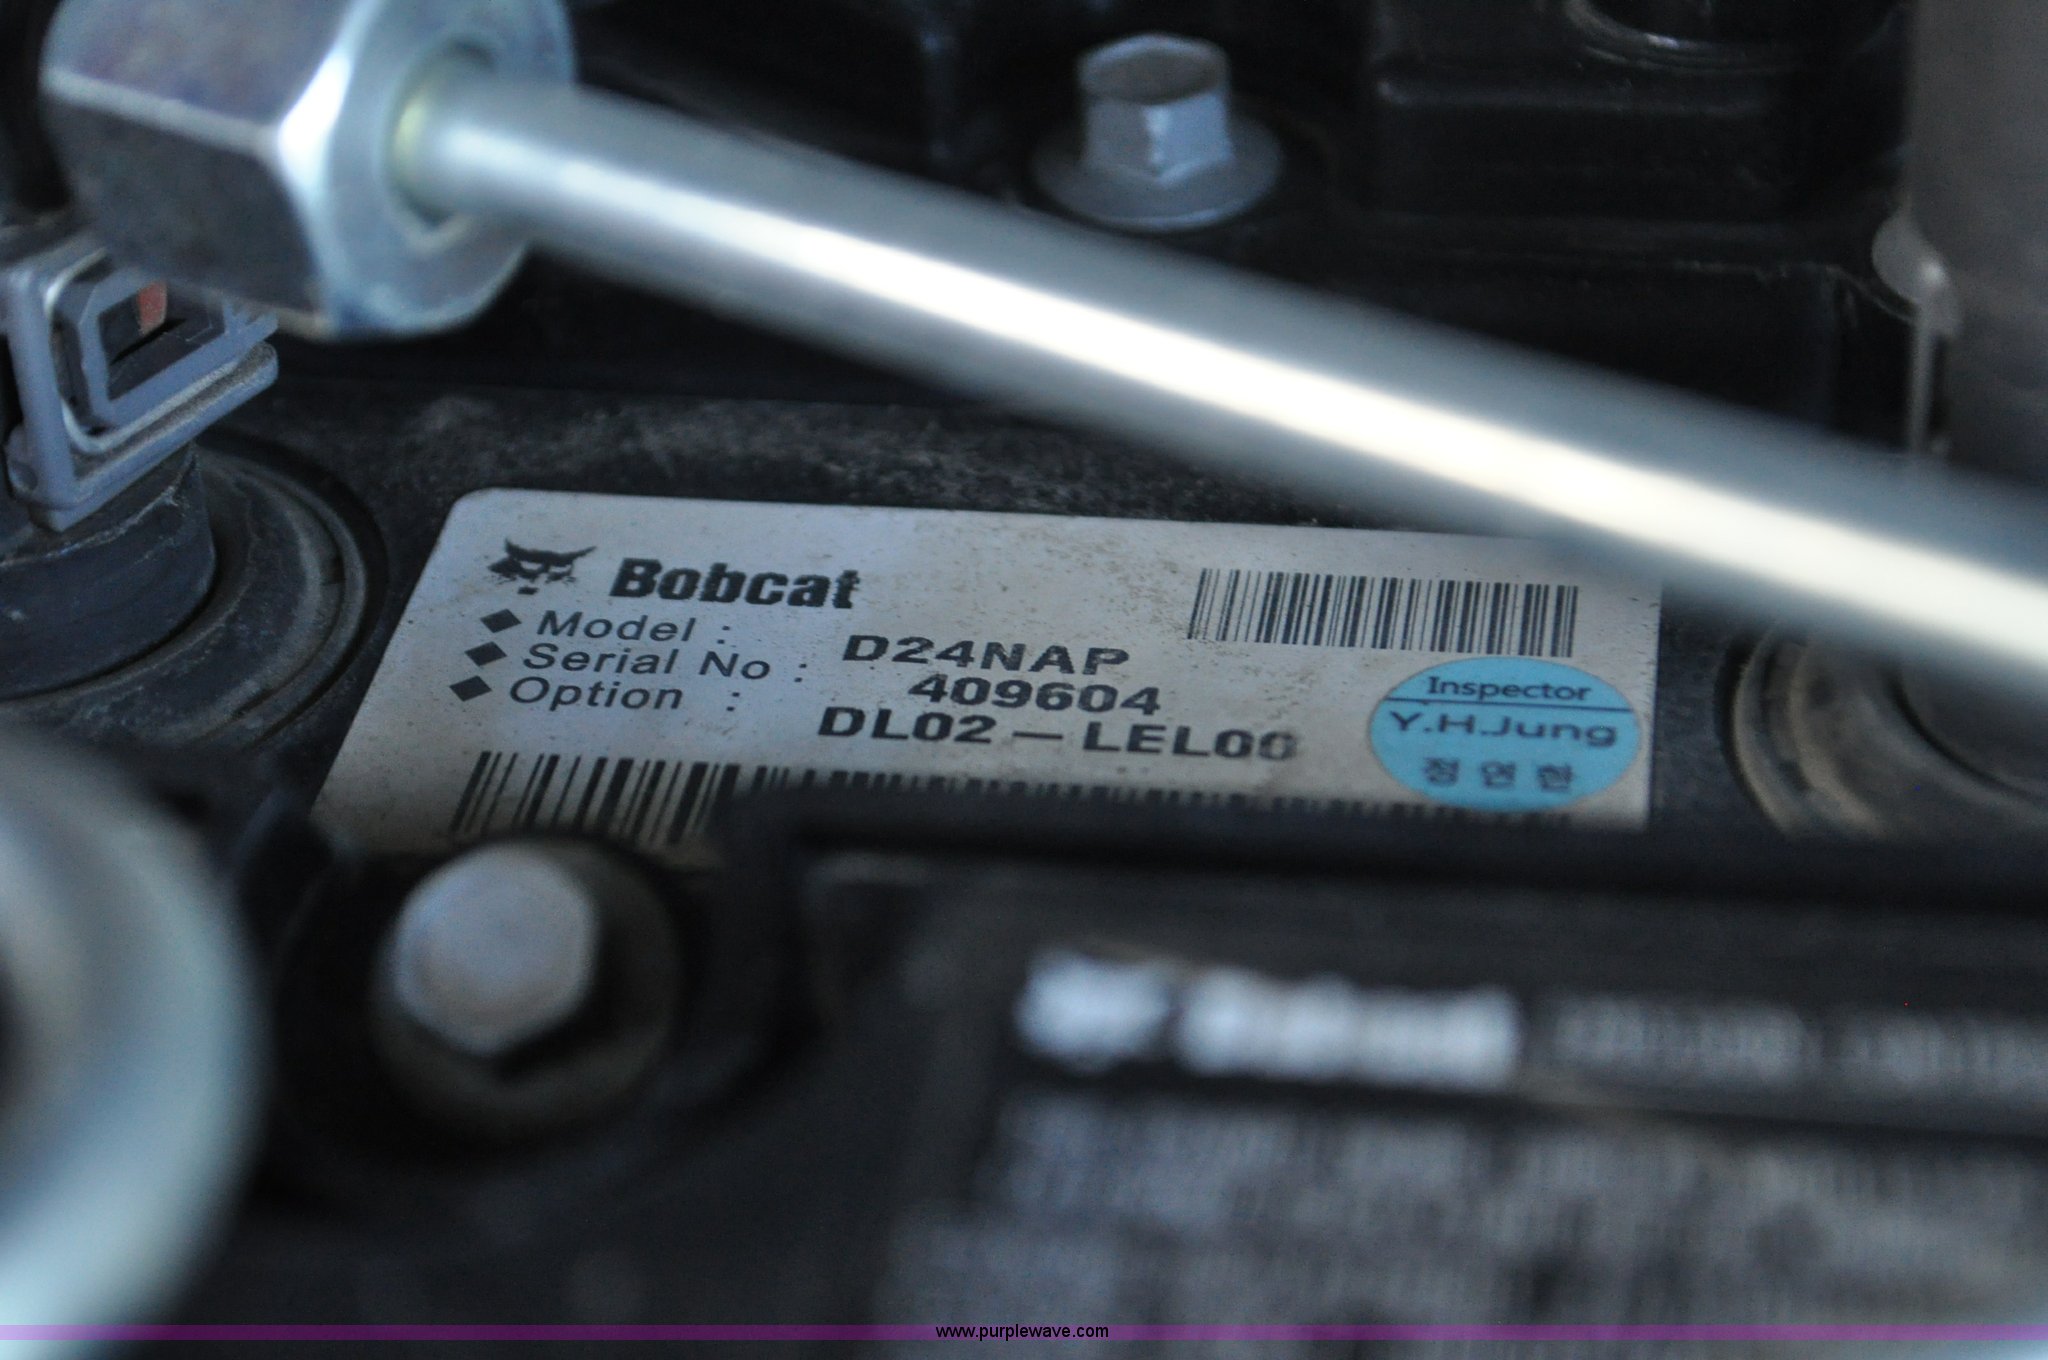 Bobcat
◆ Model : D24NAP
◆ Serial No : 409604
◆ Option : DL02-LEL00
Inspector
Y.H.Jung
정연한
www.purplewave.com